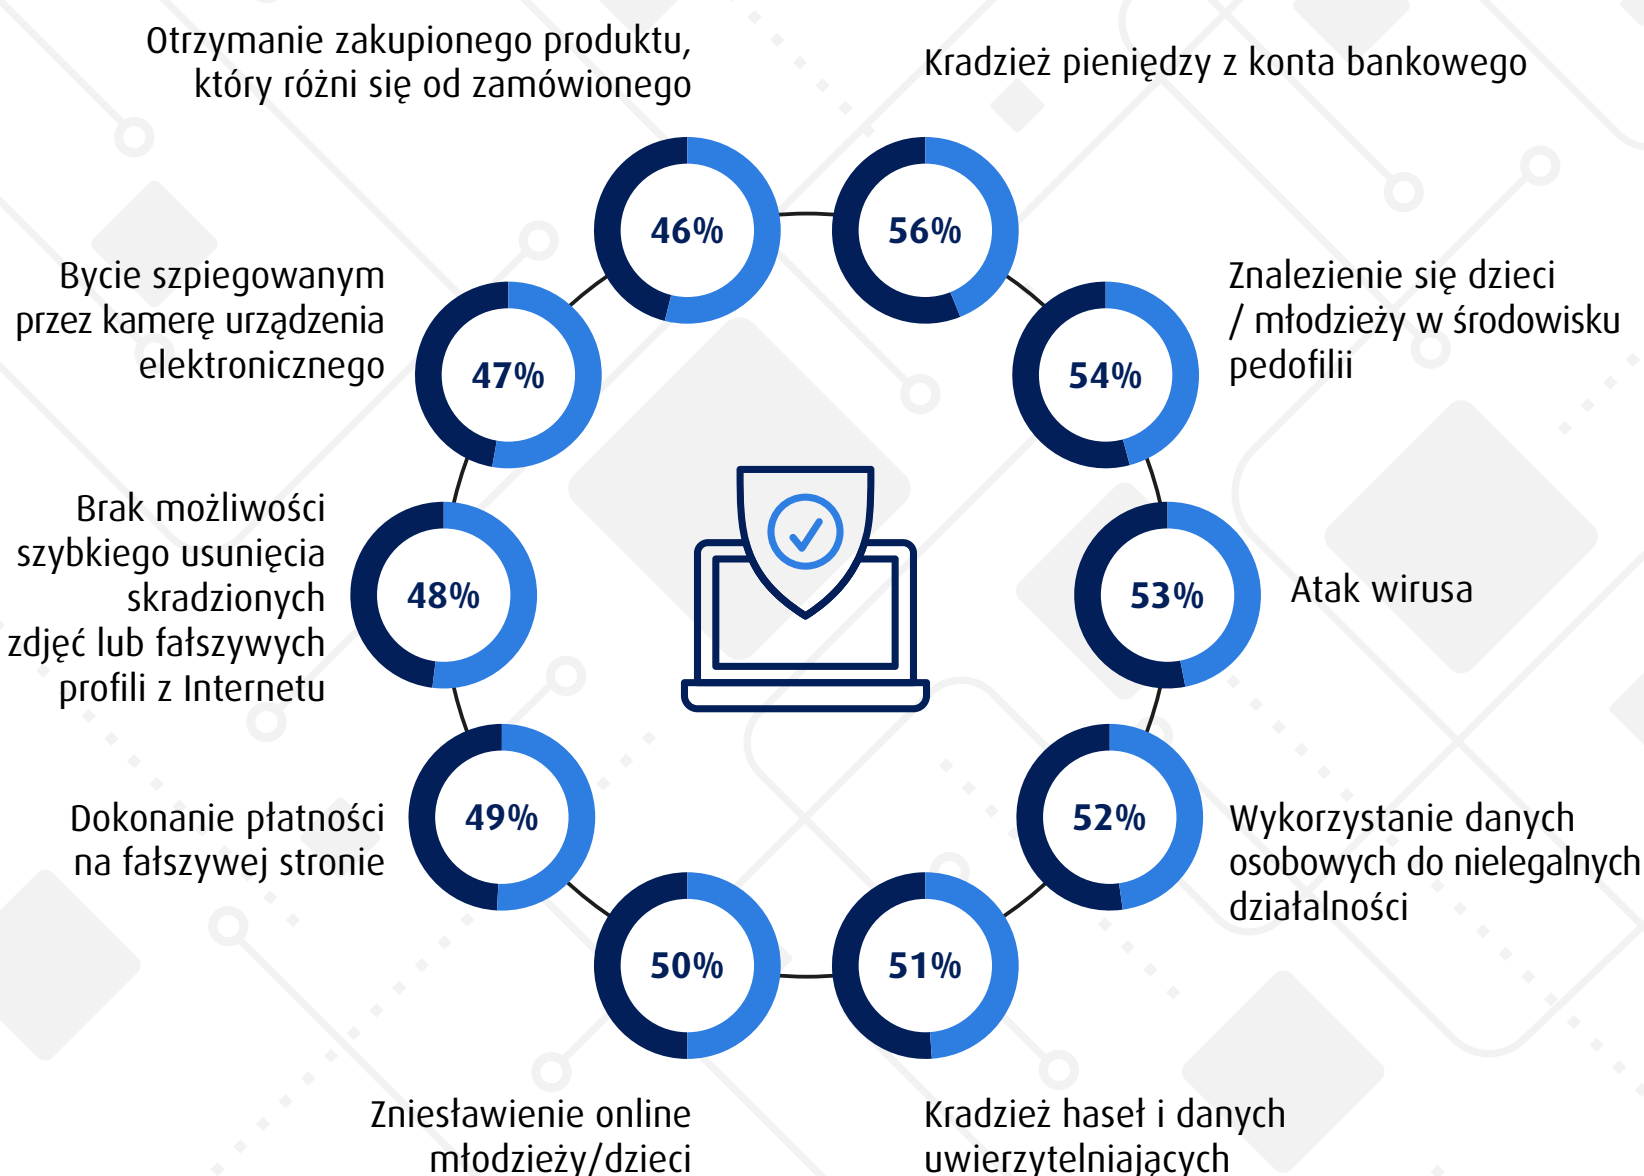 Otrzymanie zakupionego produktu,
który różni się od zamówionego
46%
Kradzież pieniędzy z konta bankowego
56%
Znalezienie się dzieci
/ młodzieży w środowisku
pedofilii
54%
Atak wirusa
53%
Wykorzystanie danych
osobowych do nielegalnych
działalności
52%
Kradzież haseł i danych
uwierzytelniających
51%
Zniesławienie online
młodzieży/dzieci
50%
Dokonanie płatności
na fałszywej stronie
49%
Brak możliwości
szybkiego usunięcia
skradzionych
zdjęć lub fałszywych
profili z Internetu
48%
Bycie szpiegowanym
przez kamerę urządzenia
elektronicznego
47%